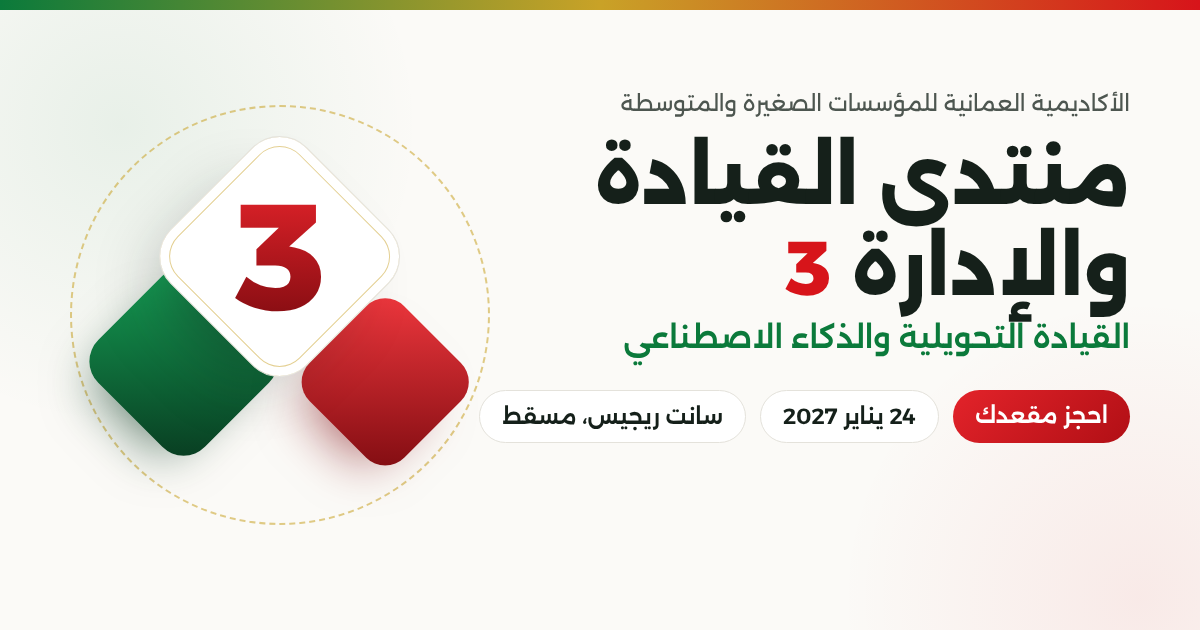 الأكاديمية العمانية للمؤسسات الصغيرة والمتوسطة
منتدى القيادة
والإدارة 3
القيادة التحويلية والذكاء الاصطناعي
احجز مقعدك
24 يناير 2027
سانت ريجيس، مسقط
3